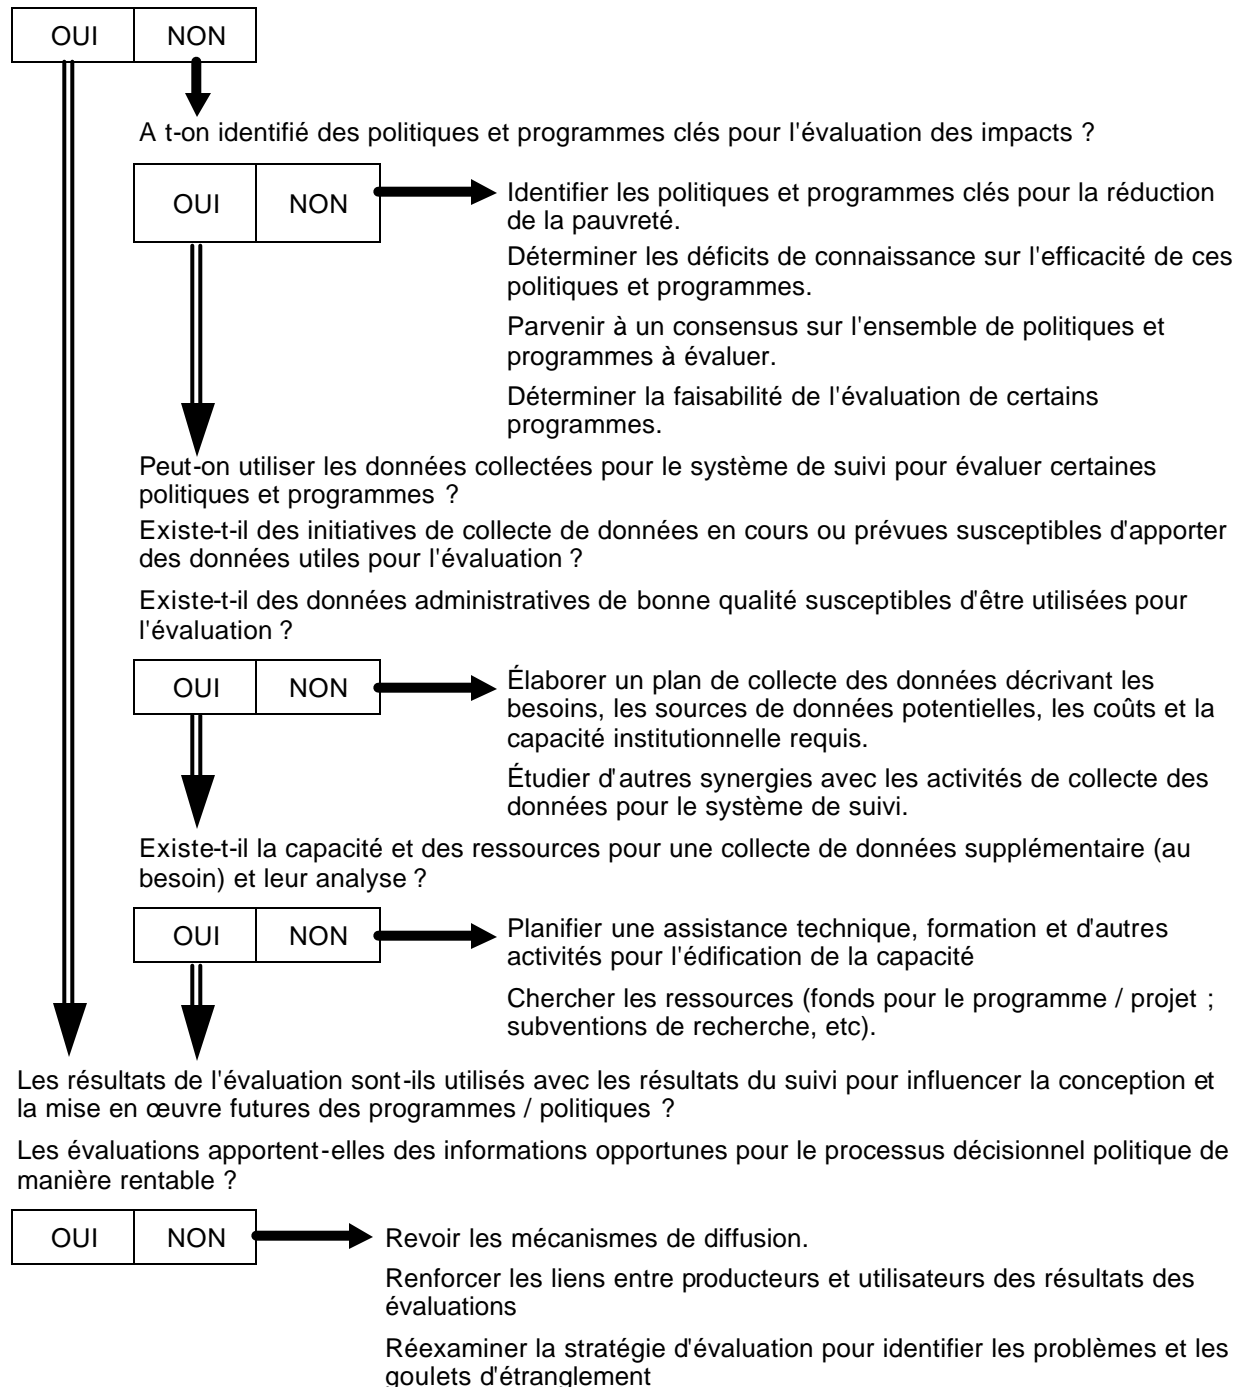 OUI NON
A t-on identifié des politiques et programmes clés pour l'évaluation des impacts ?
OUI NON
Identifier les politiques et programmes clés pour la réduction
de la pauvreté.
Déterminer les déficits de connaissance sur l'efficacité de ces
politiques et programmes.
Parvenir à un consensus sur l'ensemble de politiques et
programmes à évaluer.
Déterminer la faisabilité de l'évaluation de certains
programmes.
Peut-on utiliser les données collectées pour le système de suivi pour évaluer certaines
politiques et programmes ?
Existe-t-il des initiatives de collecte de données en cours ou prévues susceptibles d'apporter
des données utiles pour l'évaluation ?
Existe-t-il des données administratives de bonne qualité susceptibles d'être utilisées pour
l'évaluation ?
OUI NON
Élaborer un plan de collecte des données décrivant les
besoins, les sources de données potentielles, les coûts et la
capacité institutionnelle requis.
Étudier d'autres synergies avec les activités de collecte des
données pour le système de suivi.
Existe-t-il la capacité et des ressources pour une collecte de données supplémentaire (au
besoin) et leur analyse ?
OUI NON
Planifier une assistance technique, formation et d'autres
activités pour l'édification de la capacité
Chercher les ressources (fonds pour le programme / projet ;
subventions de recherche, etc).
Les résultats de l'évaluation sont-ils utilisés avec les résultats du suivi pour influencer la conception et
la mise en œuvre futures des programmes / politiques ?
Les évaluations apportent-elles des informations opportunes pour le processus décisionnel politique de
manière rentable ?
OUI NON
Revoir les mécanismes de diffusion.
Renforcer les liens entre producteurs et utilisateurs des résultats des
évaluations
Réexaminer la stratégie d'évaluation pour identifier les problèmes et les
goulets d'étranglement